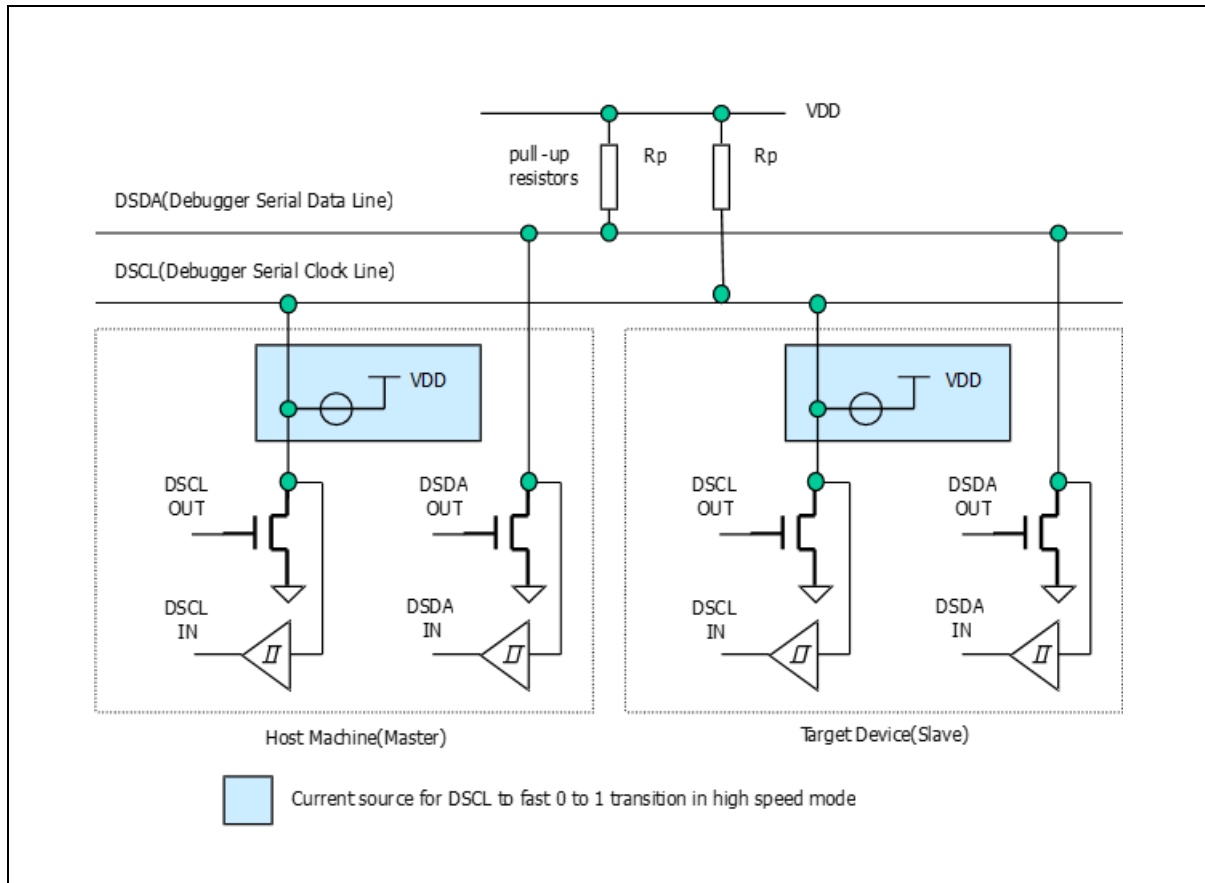 VDD
pull -up
resistors
Rp
Rp
DSDA(Debugger Serial Data Line)
DSCL(Debugger Serial Clock Line)
VDD
VDD
DSCL
OUT
DSDA
OUT
DSCL
OUT
DSDA
OUT
DSCL
IN
DSDA
IN
DSCL
IN
DSDA
IN
Host Machine(Master)
Target Device(Slave)
Current source for DSCL to fast 0 to 1 transition in high speed mode